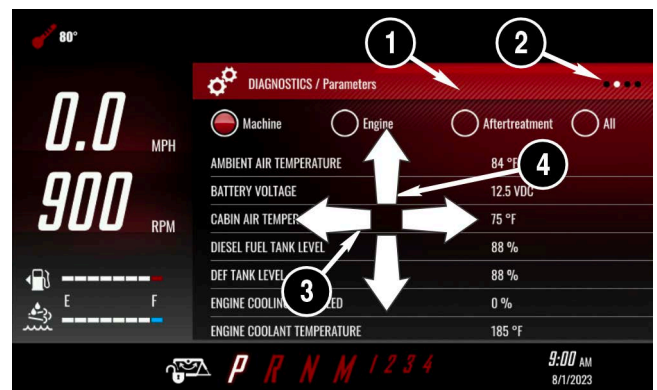 80°
1
2
DIAGNOSTICS / Parameters
Machine Engine Aftertreatment All
0.0 MPH
AMBIENT AIR TEMPERATURE 84 °F
4
BATTERY VOLTAGE 12.5 VDC
900 RPM
CABIN AIR TEMPER 75 °F
DIESEL FUEL TANK LEVEL 88 %
3
DEF TANK LEVEL 88 %
E F
ENGINE COOLIN EED 0 %
ENGINE COOLANT TEMPERATURE 185 °F
P R N M 1 2 3 4
9:00 AM
8/1/2023